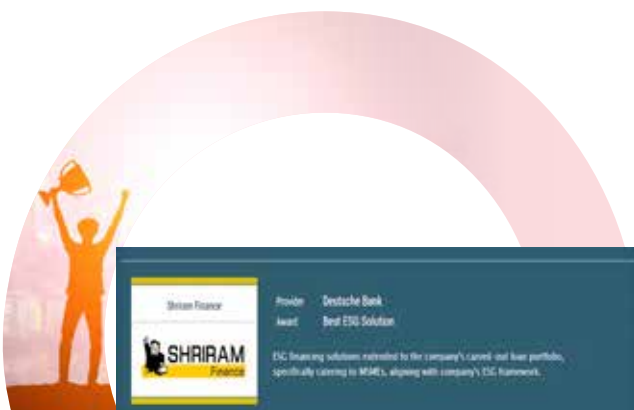 Shriram Finance
SHRIRAM
Finance
Provider Deutsche Bank
Award Best ESG Solution
ESG financing solutions extended to the company's carved-out loan portfolio,
specifically catering to MSMEs, aligning with company's ESG framework.